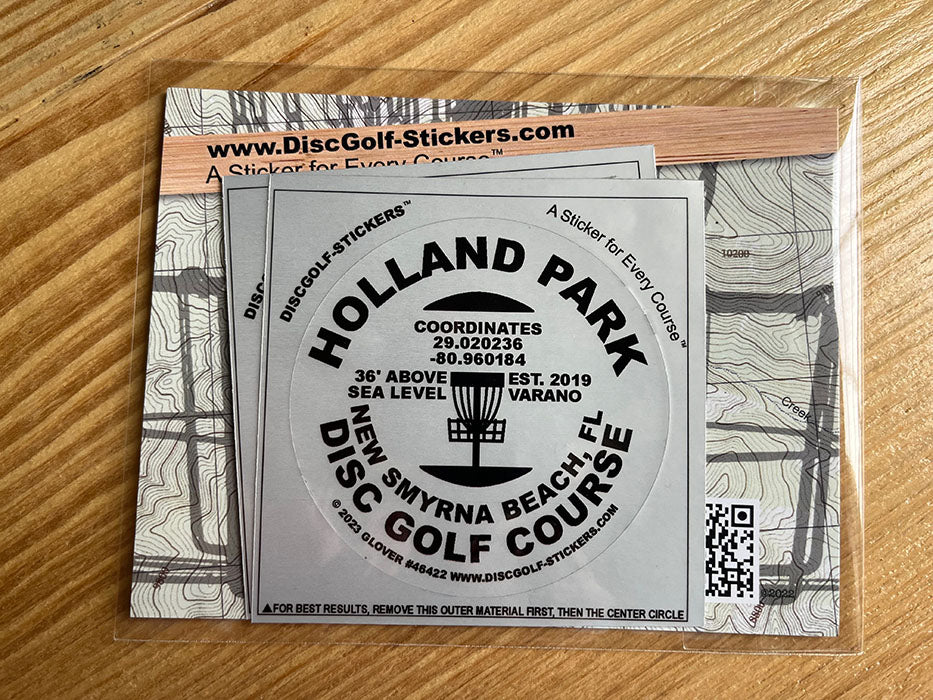 www.DiscGolf-Stickers.com
A Sticker for Every Course™
DISC
DISCGOLF-STICKERS™
A Sticker for Every Course™
HOLLAND PARK
COORDINATES
29.020236
-80.960184
36' ABOVE
SEA LEVEL
EST. 2019
VARANO
NEW SMYRNA BEACH, FL
DISC GOLF COURSE
© 2023 GLOVER #46422 WWW.DISCGOLF-STICKERS.COM
▲FOR BEST RESULTS, REMOVE THIS OUTER MATERIAL FIRST, THEN THE CENTER CIRCLE
10200
Creek
©2022